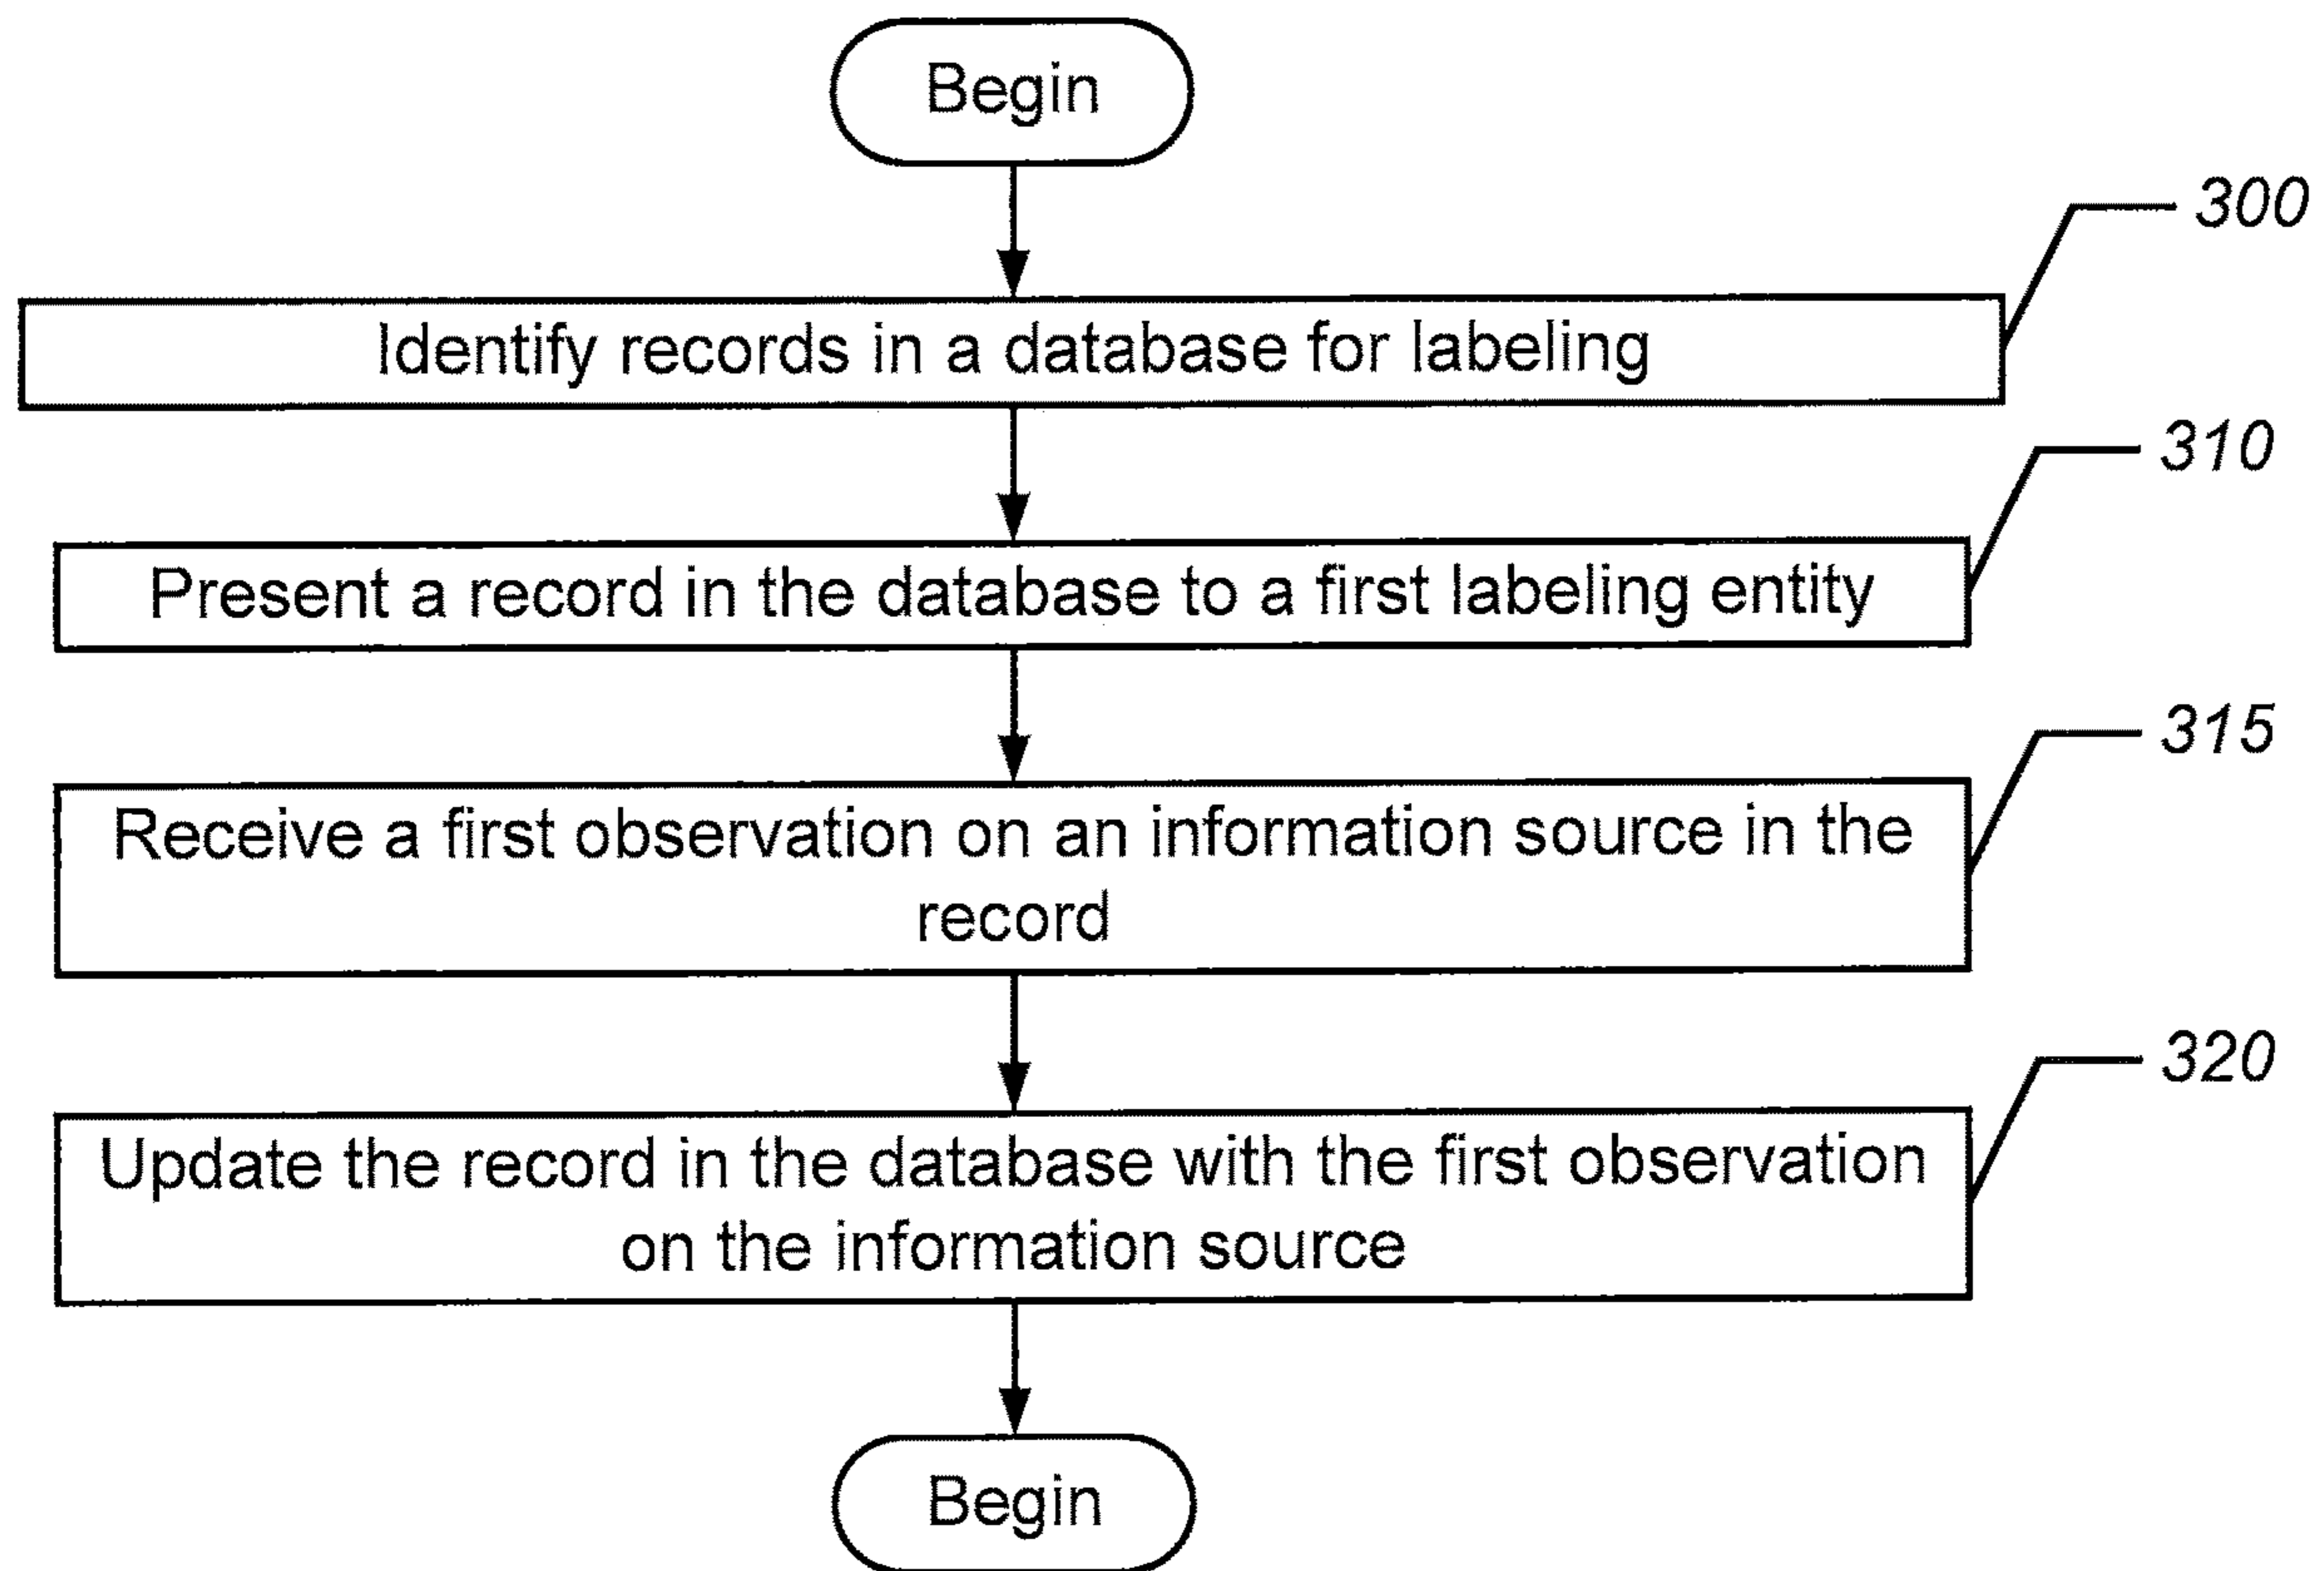 Begin
300
Identify records in a database for labeling
310
Present a record in the database to a first labeling entity
315
Receive a first observation on an information source in the
record
320
Update the record in the database with the first observation
on the information source
Begin